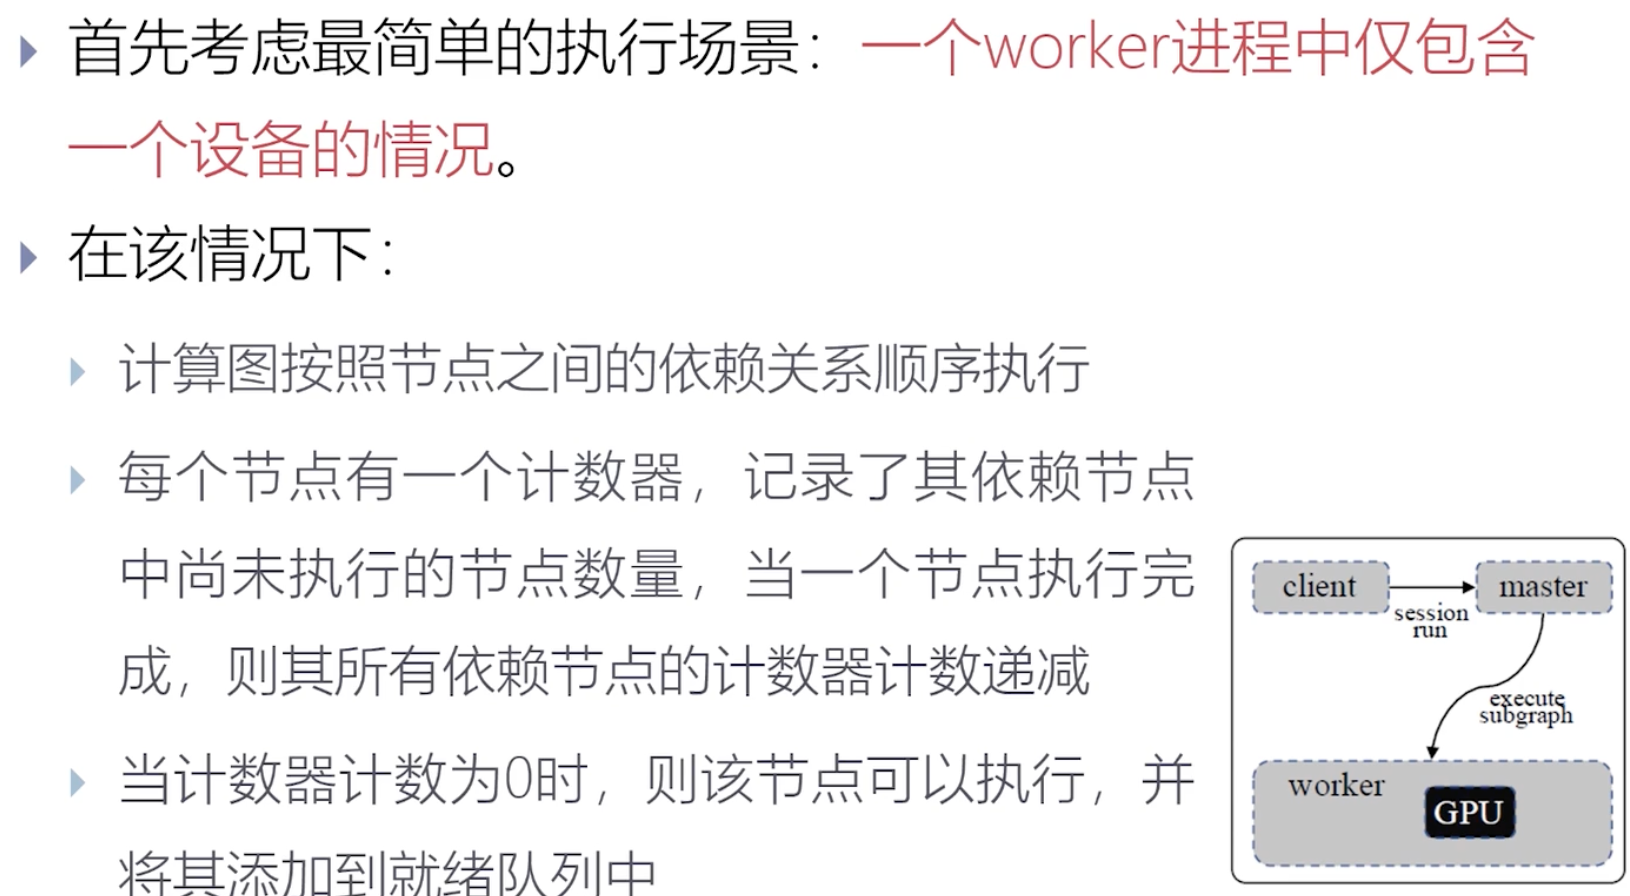 首先考虑最简单的执行场景：一个worker进程中仅包含
一个设备的情况。
在该情况下：
计算图按照节点之间的依赖关系顺序执行
每个节点有一个计数器，记录了其依赖节点
中尚未执行的节点数量，当一个节点执行完
成，则其所有依赖节点的计数器计数递减
当计数器计数为0时，则该节点可以执行，并
将其添加到就绪队列中
client
master
session
run
execute
subgraph
worker
GPU